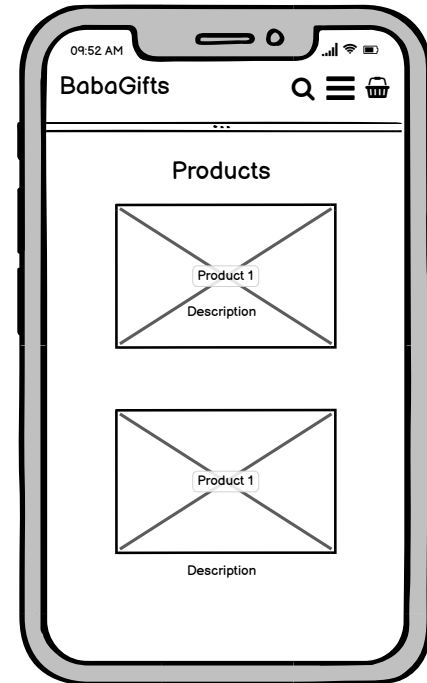 09:52 AM
BabaGifts
Products
Product 1
Description
Product 1
Description